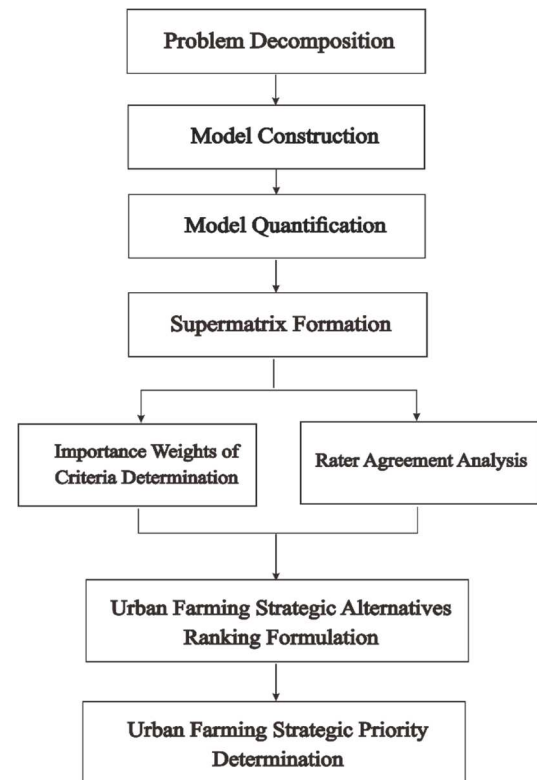 Problem Decomposition
Model Construction
Model Quantification
Supermatrix Formation
Importance Weights of
Criteria Determination
Rater Agreement Analysis
Urban Farming Strategic Alternatives
Ranking Formulation
Urban Farming Strategic Priority
Determination